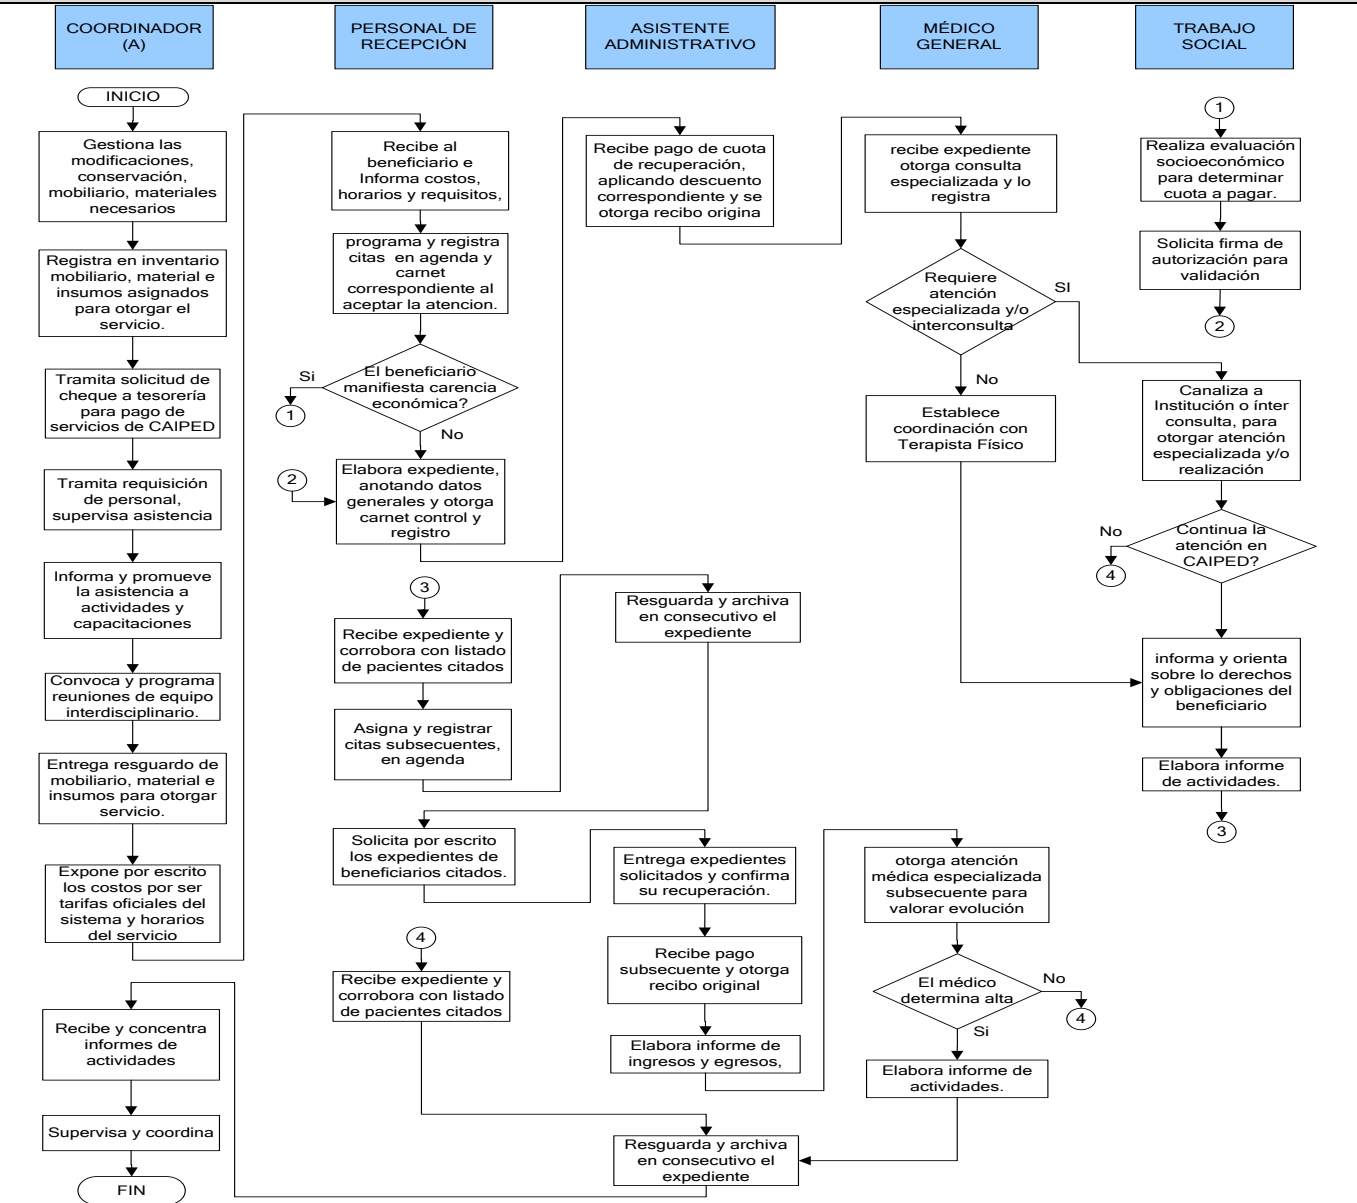 COORDINADOR
(A)
PERSONAL DE
RECEPCIÓN
ASISTENTE
ADMINISTRATIVO
MÉDICO
GENERAL
TRABAJO
SOCIAL
INICIO
Gestiona las
modificaciones,
conservación,
mobiliario, materiales
necesarios
Registra en inventario
mobiliario, material e
insumos asignados
para otorgar el
servicio.
Tramita solicitud de
cheque a tesorería
para pago de
servicios de CAIPED
Tramita requisición
de personal,
supervisa asistencia
Informa y promueve
la asistencia a
actividades y
capacitaciones
Convoca y programa
reuniones de equipo
interdisciplinario.
Entrega resguardo de
mobiliario, material e
insumos para otorgar
servicio.
Expone por escrito
los costos por ser
tarifas oficiales del
sistema y horarios
del servicio
Recibe y concentra
informes de
actividades
Supervisa y coordina
FIN
Recibe al
beneficiario e
Informa costos,
horarios y requisitos,
programa y registra
citas en agenda y
carnet
correspondiente al
aceptar la atencion.
El beneficiario
manifiesta carencia
económica?
Si
1
No
2
Elabora expediente,
anotando datos
generales y otorga
carnet control y
registro
3
Recibe expediente y
corrobora con listado
de pacientes citados
Asigna y registrar
citas subsecuentes,
en agenda
Solicita por escrito
los expedientes de
beneficiarios citados.
4
Recibe expediente y
corrobora con listado
de pacientes citados
Recibe pago de cuota
de recuperación,
aplicando descuento
correspondiente y se
otorga recibo origina
Resguarda y archiva
en consecutivo el
expediente
Entrega expedientes
solicitados y confirma
su recuperación.
Recibe pago
subsecuente y otorga
recibo original
Elabora informe de
ingresos y egresos,
Resguarda y archiva
en consecutivo el
expediente
recibe expediente
otorga consulta
especializada y lo
registra
Requiere
atención
especializada y/o
interconsulta
SI
No
Establece
coordinación con
Terapista Físico
otorga atención
médica especializada
subsecuente para
valorar evolución
El médico
determina alta
No
4
Si
Elabora informe de
actividades.
1
Realiza evaluación
socioeconómico
para determinar
cuota a pagar.
Solicita firma de
autorización para
validación
2
Canaliza a
Institución o ínter
consulta, para
otorgar atención
especializada y/o
realización
Continua la
atención en
CAIPED?
No
4
informa y orienta
sobre lo derechos
y obligaciones del
beneficiario
Elabora informe
de actividades.
3